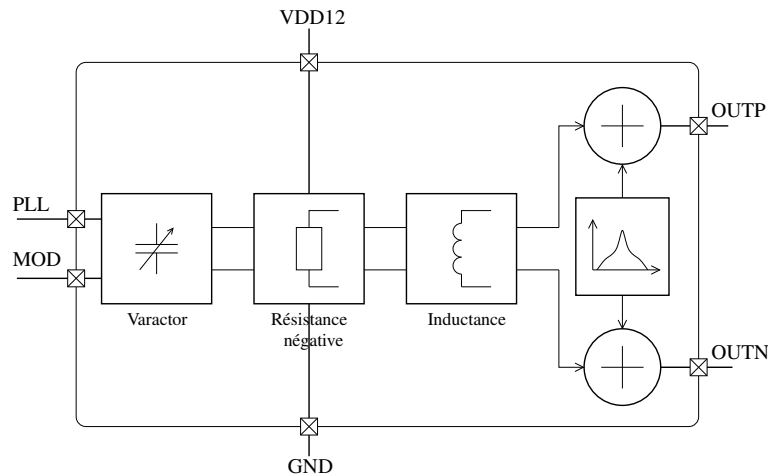 VDD12
OUTP
PLL
MOD
Varactor
Résistance
négative
Inductance
OUTN
GND